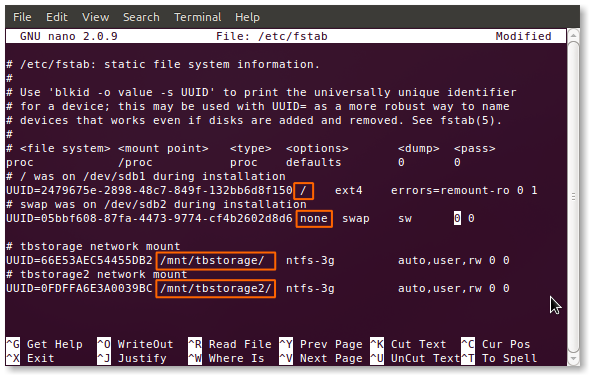 File Edit View Search Terminal Help
GNU nano 2.0.9 File: /etc/fstab Modified
# /etc/fstab: static file system information.
#
# Use 'blkid -o value -s UUID' to print the universally unique identifier
# for a device; this may be used with UUID= as a more robust way to name
# devices that works even if disks are added and removed. See fstab(5).
#
# <file system> <mount point> <type> <options> <dump> <pass>
proc /proc proc defaults 0 0
# / was on /dev/sdb1 during installation
UUID=2479675e-2898-48c7-849f-132bb6d8f150 / ext4 errors=remount-ro 0 1
# swap was on /dev/sdb2 during installation
UUID=05bbf608-87fa-4473-9774-cf4b2602d8d6 none swap sw 0 0
# tbstorage network mount
UUID=66E53AEC54455DB2 /mnt/tbstorage/ ntfs-3g auto,user,rw 0 0
# tbstorage2 network mount
UUID=0FDFFA6E3A0039BC /mnt/tbstorage2/ ntfs-3g auto,user,rw 0 0
^G Get Help ^O WriteOut ^R Read File ^Y Prev Page ^K Cut Text ^C Cur Pos
^X Exit ^J Justify ^W Where Is ^V Next Page ^U UnCut Text ^T To Spell